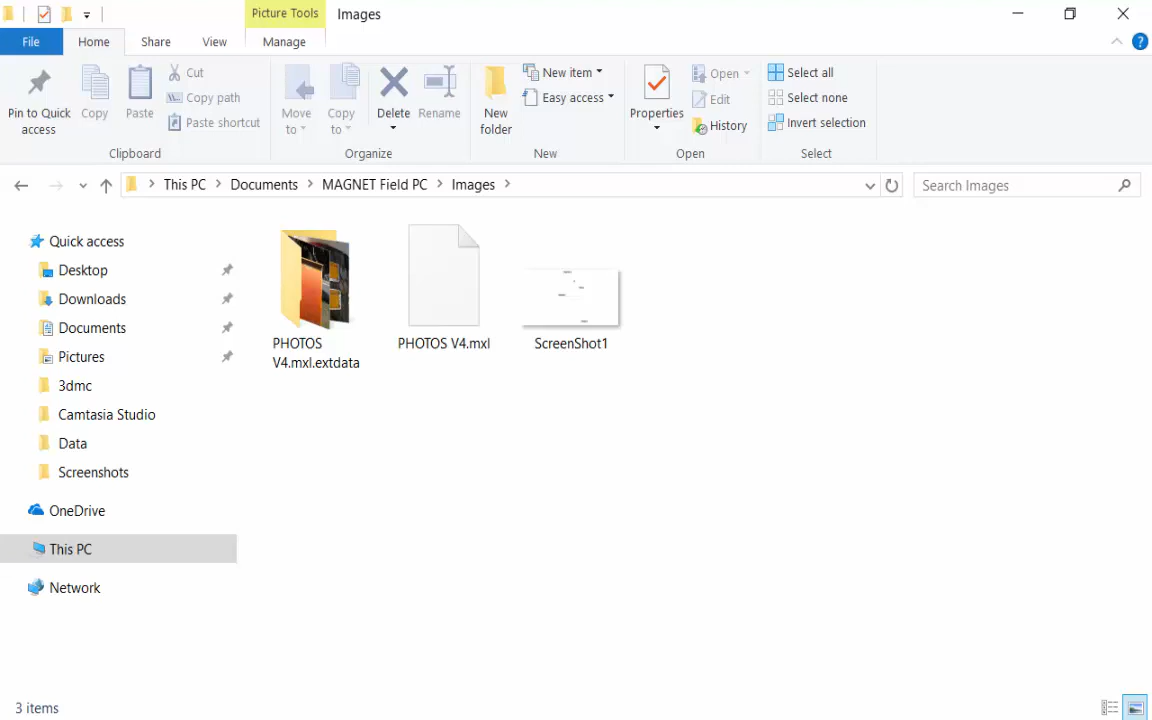 Picture Tools
Images
File
Home
Share
View
Manage
Pin to Quick access
Copy
Paste
Cut
Copy path
Paste shortcut
Clipboard
Move to
Copy to
Delete
Rename
Organize
New folder
New item
Easy access
New
Properties
Open
Edit
History
Open
Select all
Select none
Invert selection
Select
This PC > Documents > MAGNET Field PC > Images >
Search Images
Quick access
Desktop
Downloads
Documents
Pictures
3dmc
Camtasia Studio
Data
Screenshots
OneDrive
This PC
Network
PHOTOS
V4.mxl.extdata
PHOTOS V4.mxl
ScreenShot1
3 items